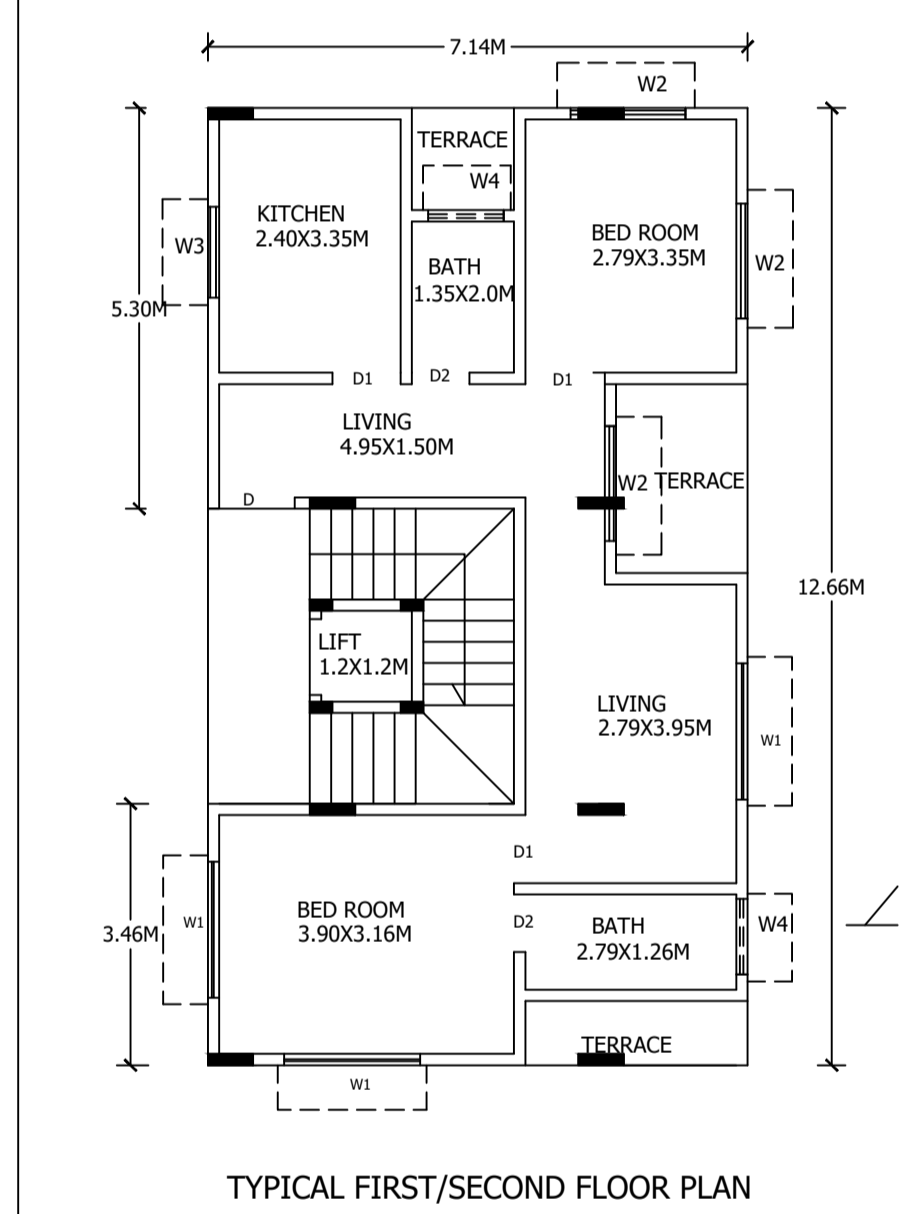 7.14M
W2
TERRACE
W4
KITCHEN
2.40X3.35M
W3
BED ROOM
2.79X3.35M
W2
BATH
1.35X2.0M
5.30M
D1
D2
D1
LIVING
4.95X1.50M
W2
TERRACE
D
12.66M
LIFT
1.2X1.2M
LIVING
2.79X3.95M
W1
D1
BED ROOM
3.90X3.16M
W1
3.46M
D2
BATH
2.79X1.26M
W4
TERRACE
W1
TYPICAL FIRST/SECOND FLOOR PLAN